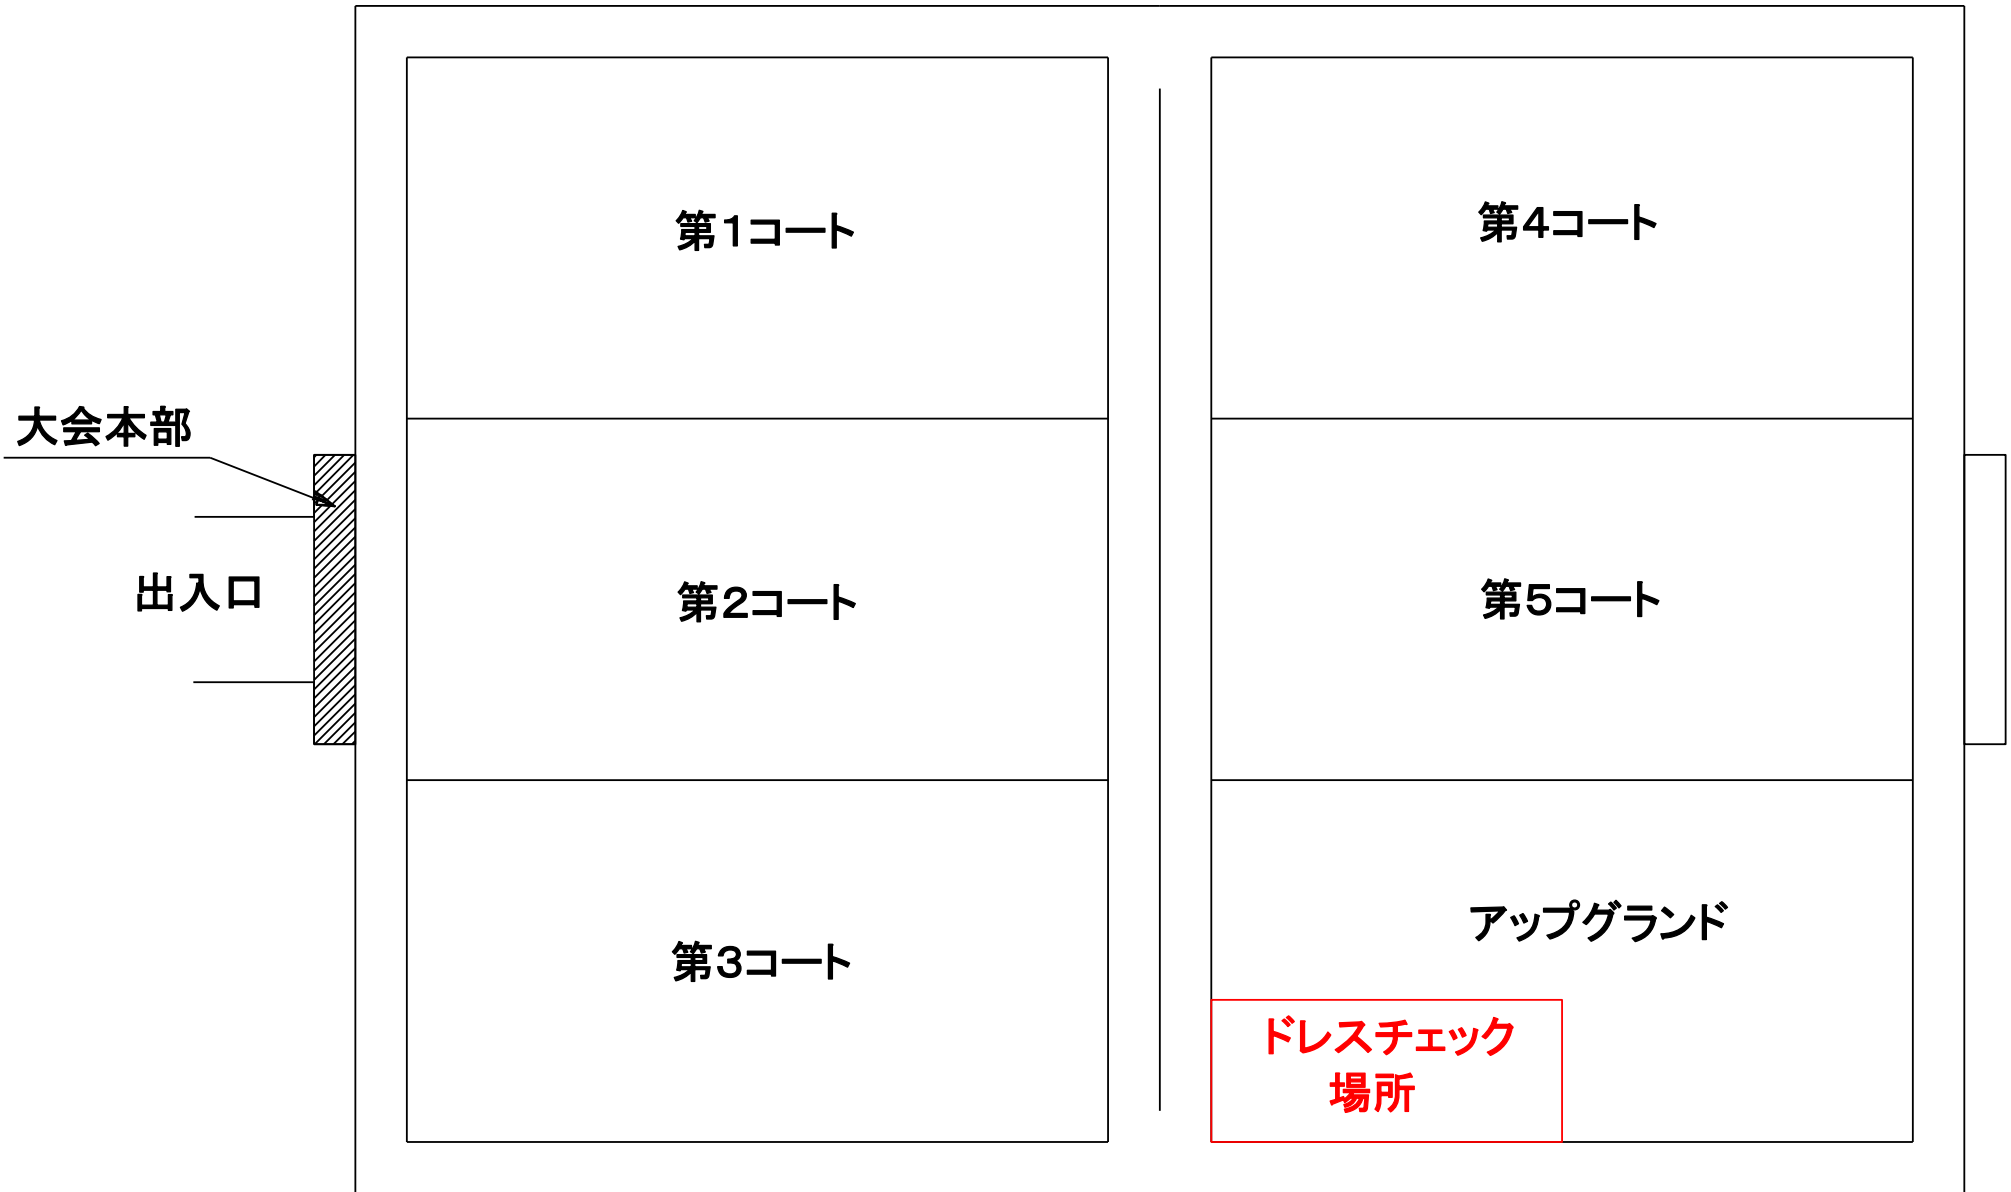 第1コート
第4コート
大会本部
出入口
第2コート
第5コート
第3コート
アップグランド
ドレスチェック
場所